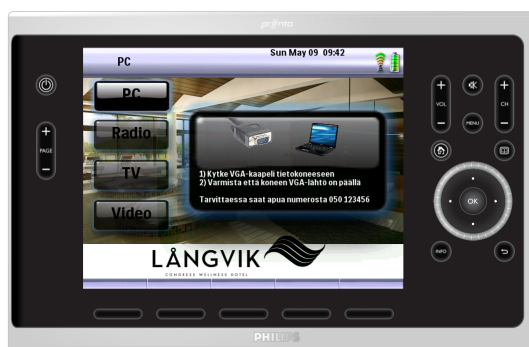 pronto
PC
Sun May 09 09:42
PC
Radio
TV
Video
1) Kytke VGA-kaapeli tietokoneeseen
2) Varmista että koneen VGA-lähtö on päällä
Tarvittaessa saat apua numerosta 050 123456
LÅNGVIK
CONGRESS WELLNESS HOTEL
+
PAGE
−
+
VOL
−
MENU
+
CH
−
OK
INFO
PHILIPS